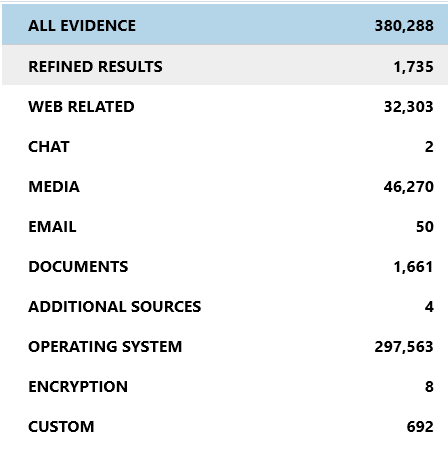 ALL EVIDENCE 380,288
REFINED RESULTS 1,735
WEB RELATED 32,303
CHAT 2
MEDIA 46,270
EMAIL 50
DOCUMENTS 1,661
ADDITIONAL SOURCES 4
OPERATING SYSTEM 297,563
ENCRYPTION 8
CUSTOM 692